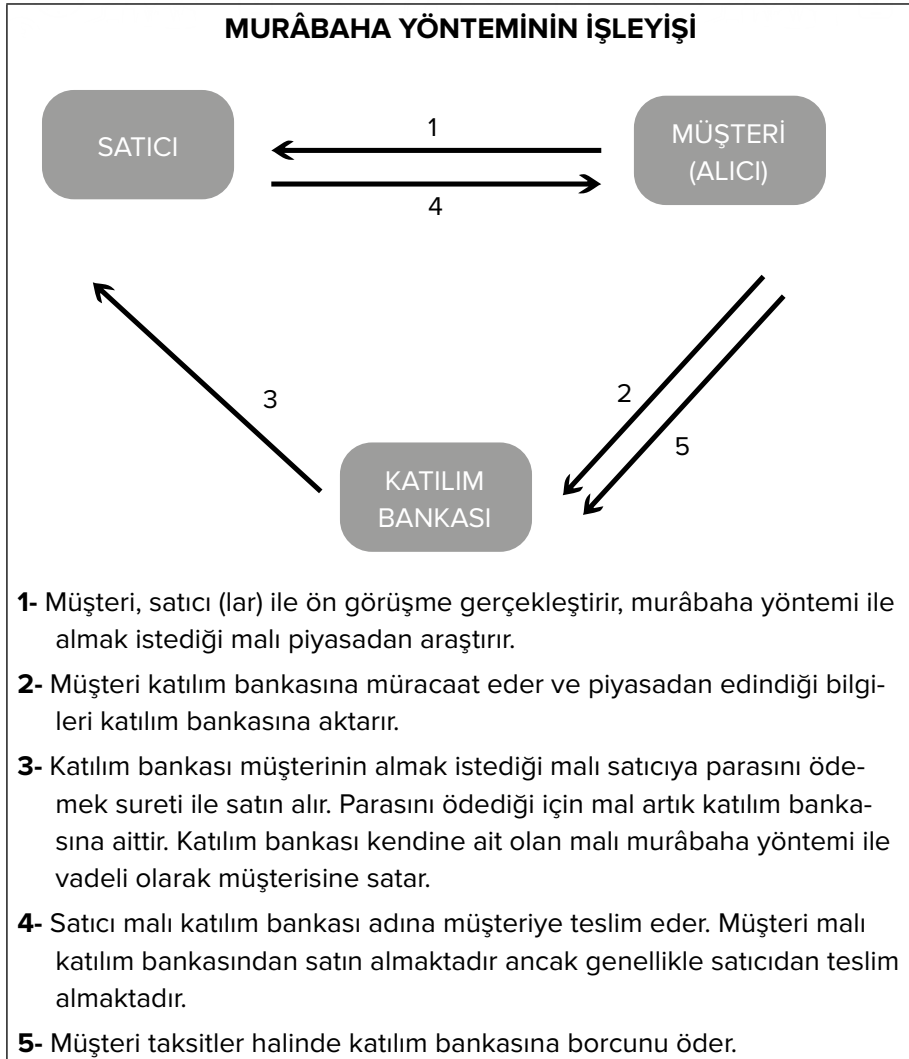 MURÂBAHA YÖNTEMİNİN İŞLEYİŞİ
SATICI
1
MÜŞTERİ
(ALICI)
4
3
2
5
KATILIM
BANKASI
1- Müşteri, satıcı (lar) ile ön görüşme gerçekleştirir, murâbaha yöntemi ile
almak istediği malı piyasadan araştırır.
2- Müşteri katılım bankasına müracaat eder ve piyasadan edindiği bilgi-
leri katılım bankasına aktarır.
3- Katılım bankası müşterinin almak istediği malı satıcıya parasını öde-
mek sureti ile satın alır. Parasını ödediği için mal artık katılım banka-
sına aittir. Katılım bankası kendine ait olan malı murâbaha yöntemi ile
vadeli olarak müşterisine satar.
4- Satıcı malı katılım bankası adına müşteriye teslim eder. Müşteri malı
katılım bankasından satın almaktadır ancak genellikle satıcıdan teslim
almaktadır.
5- Müşteri taksitler halinde katılım bankasına borcunu öder.